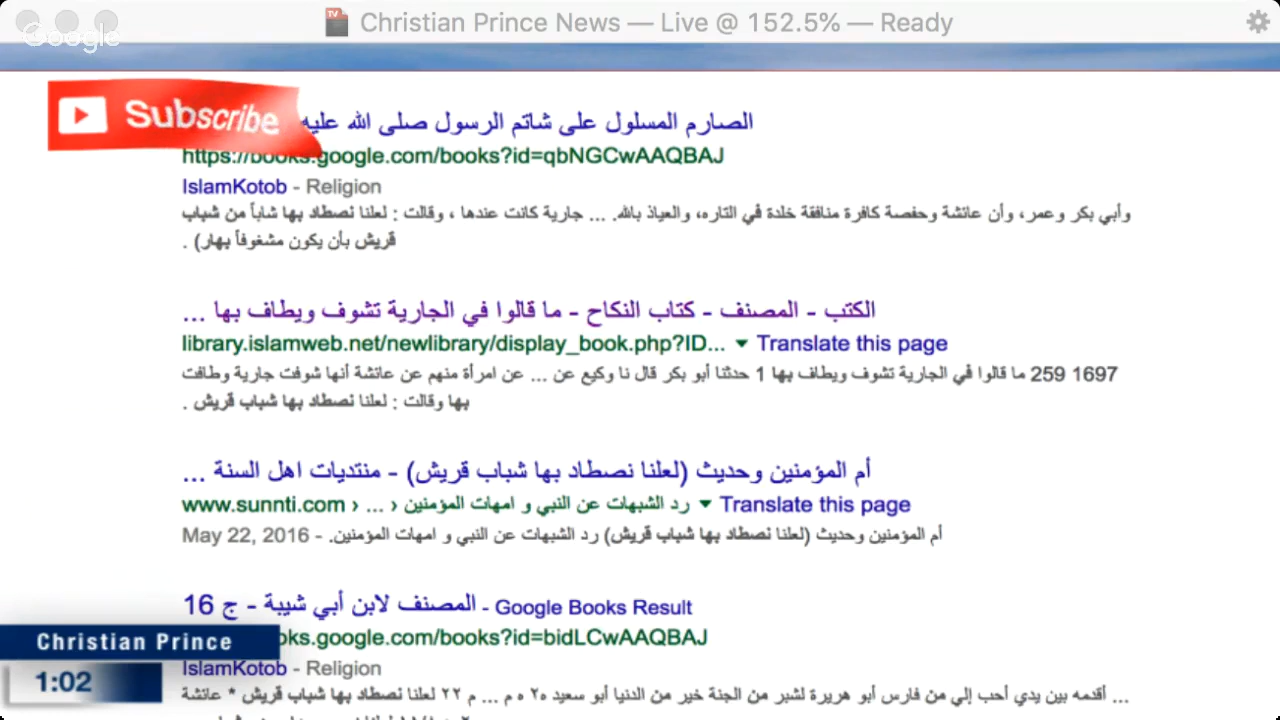 Google
Christian Prince News — Live @ 152.5% — Ready
Subscribe
الصارم المسلول على شاتم الرسول صلى الله عليه
https://books.google.com/books?id=qbNGCwAAQBAJ
IslamKotob - Religion
وأبي بكر وعمر، وأن عائشة وحفصة كافرة منافقة خلدة في التاره، والعياذ بالله. ... جارية كانت عندها ، وقالت : لعلنا نصطاد بها شاباً من شباب
قريش بأن يكون مشغوفاً بهار) .
الكتب - المصنف - كتاب النكاح - ما قالوا في الجارية تشوف ويطاف بها ...
library.islamweb.net/newlibrary/display_book.php?ID... ▼ Translate this page
1697 259 ما قالوا في الجارية تشوف ويطاف بها 1 حدثنا أبو بكر قال نا وكيع عن ... عن امرأة منهم عن عائشة أنها شوفت جارية وطاقت
بها وقالت : لعلنا نصطاد بها شباب قريش .
أم المؤمنين وحديث (لعلنا نصطاد بها شباب قريش) - منتديات اهل السنة ...
www.sunnti.com › ... › رد الشبهات عن النبي و امهات المؤمنين ▼ Translate this page
May 22, 2016 - أم المؤمنين وحديث (لعلنا نصطاد بها شباب قريش) رد الشبهات عن النبي و امهات المؤمنين.
المصنف لابن أبي شيبة - ج 16 - Google Books Result
Christian Prince
oks.google.com/books?id=bidLCwAAQBAJ
IslamKotob - Religion
1:02
... أقدمه بين يدي أحب إلي من فارس أبو هريرة لشبر من الجنة خير من الدنيا أبو سعيد ٢٥ ٥ م ... م ٢٢ لعلنا نصطاد بها شباب قريش * عائشة